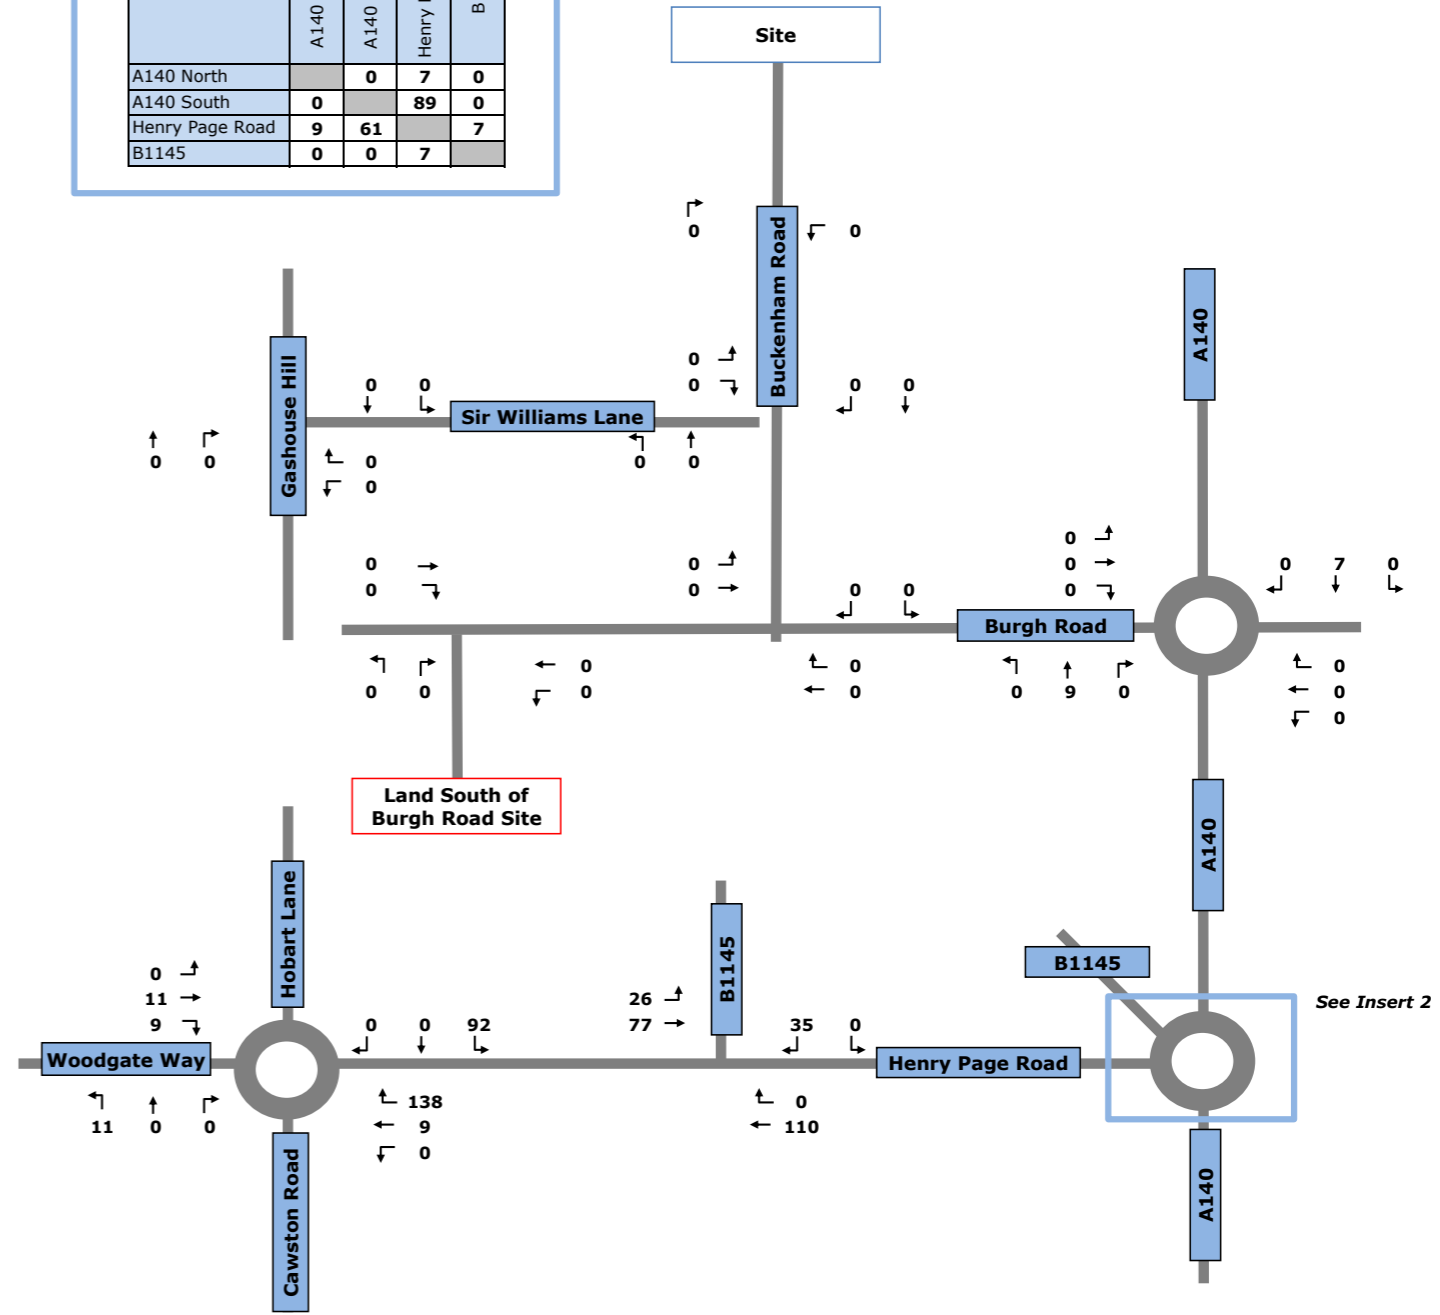 A140
A140
Henry
B
A140 North 0 7 0
A140 South 0 89 0
Henry Page Road 9 61 7
B1145 0 0 7
Site
0
Buckenham Road
0
A140
Gashouse Hill
0 0
Sir Williams Lane
0
0
0 0
0 0
0
0
0 0
0
0
0
0
0
0
0
0 0
Burgh Road
0 7 0
0 0
0
0
0
0
0 9 0
0
0
0
Land South of
Burgh Road Site
A140
Hobart Lane
B1145
B1145
See Insert 2
0
11
9
Woodgate Way
0 0 92
26
77
35 0
Henry Page Road
11 0 0
138
9
0
0
110
Cawston Road
A140